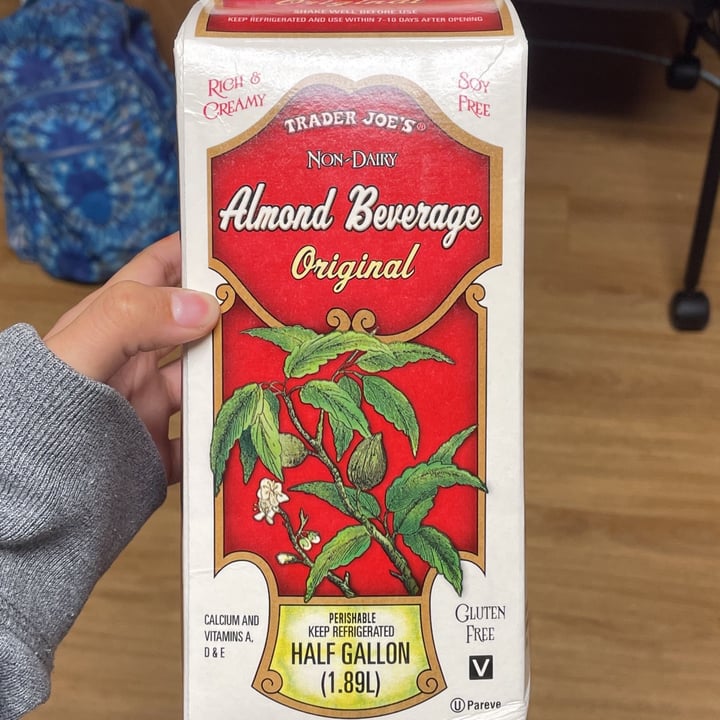 SHAKE WELL BEFORE USE
KEEP REFRIGERATED AND USE WITHIN 7-10 DAYS AFTER OPENING
RICH &
CREAMY
SOY
FREE
TRADER JOE'S®
NON-DAIRY
Almond Beverage
Original
CALCIUM AND
VITAMINS A,
D & E
PERISHABLE
KEEP REFRIGERATED
HALF GALLON
(1.89L)
GLUTEN
FREE
V
Ⓤ Pareve